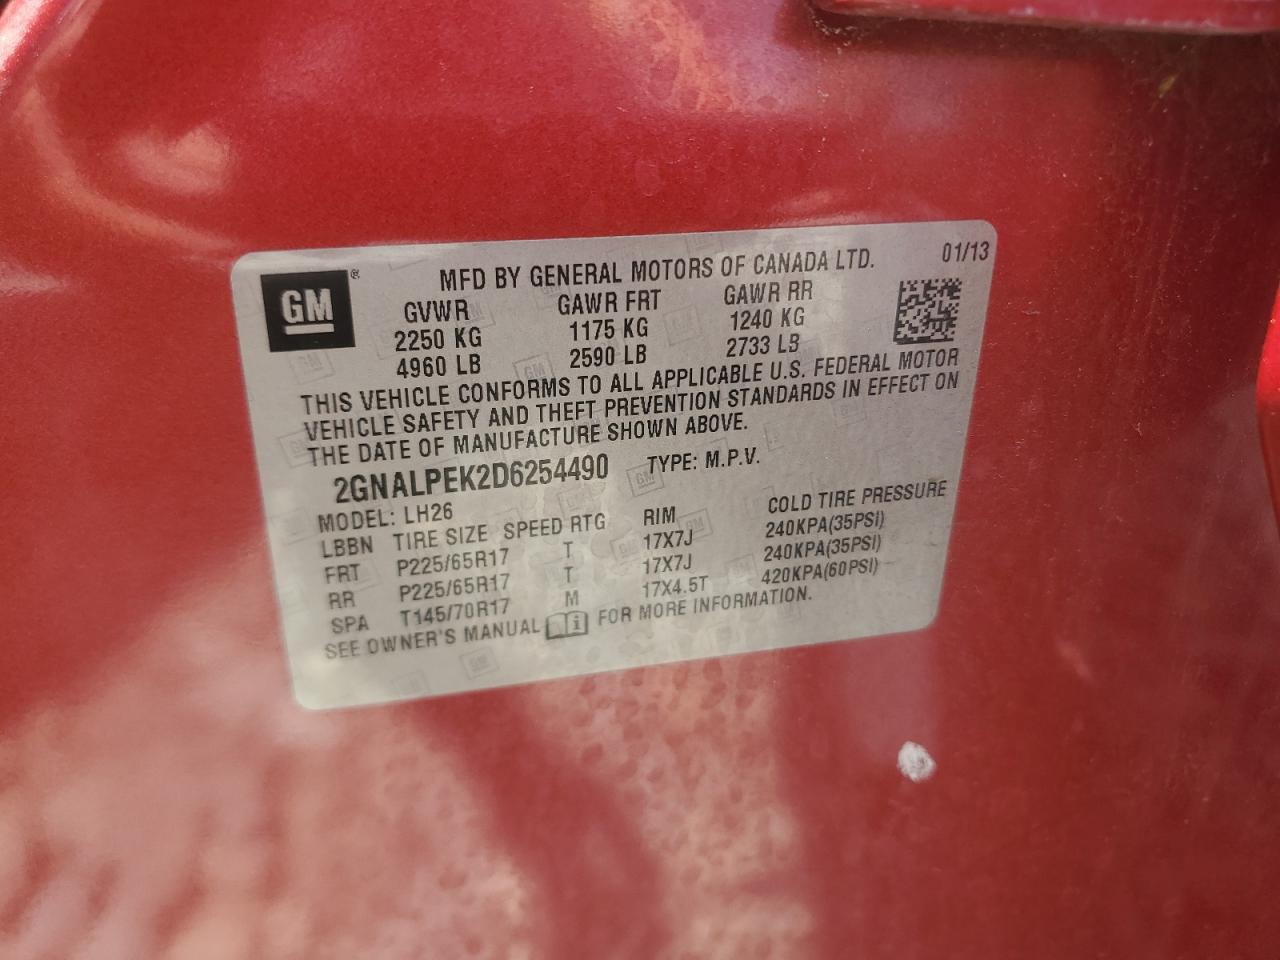 GM ® MFD BY GENERAL MOTORS OF CANADA LTD. 01/13
GVWR GAWR FRT GAWR RR
2250 KG 1175 KG 1240 KG
4960 LB 2590 LB 2733 LB
THIS VEHICLE CONFORMS TO ALL APPLICABLE U.S. FEDERAL MOTOR
VEHICLE SAFETY AND THEFT PREVENTION STANDARDS IN EFFECT ON
THE DATE OF MANUFACTURE SHOWN ABOVE.
2GNALPEK2D6254490 TYPE: M.P.V.
MODEL: LH26
LBBN TIRE SIZE SPEED RTG RIM COLD TIRE PRESSURE
FRT P225/65R17 T 17X7J 240KPA(35PSI)
RR P225/65R17 T 17X7J 240KPA(35PSI)
SPA T145/70R17 M 17X4.5T 420KPA(60PSI)
SEE OWNER'S MANUAL i FOR MORE INFORMATION.